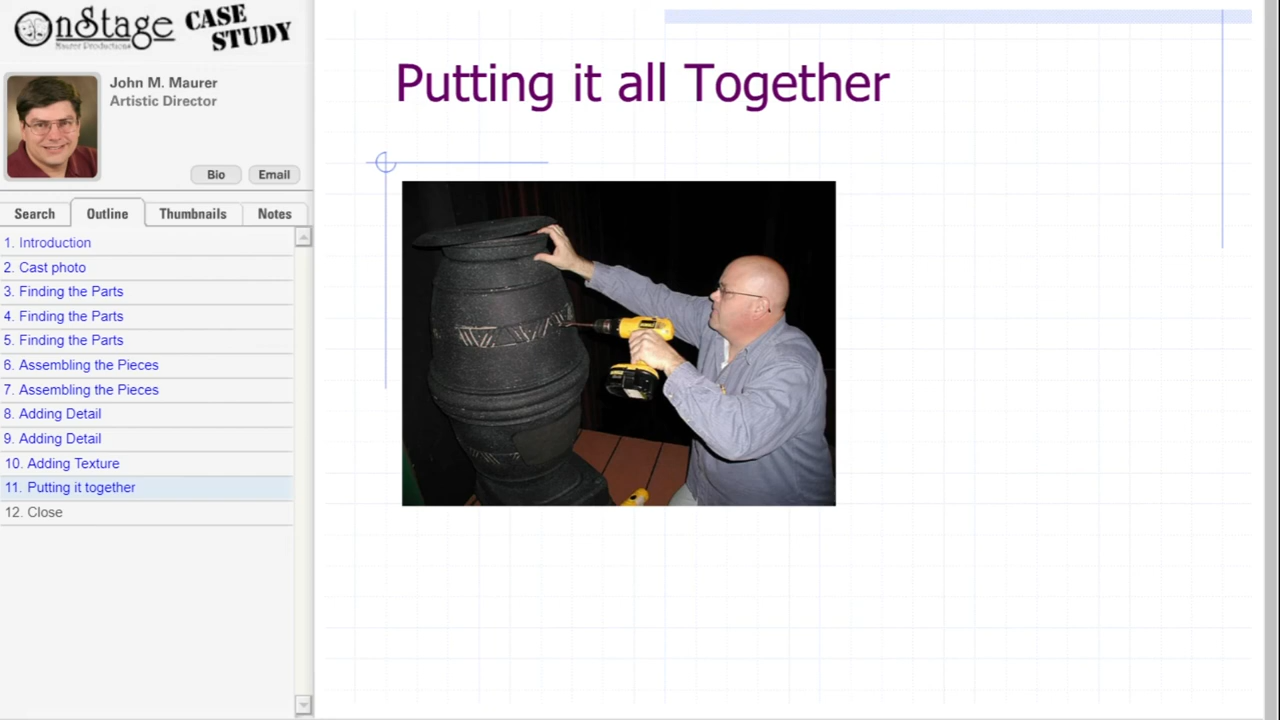 OnStage CASE STUDY
Maurer Productions
John M. Maurer
Artistic Director
Bio Email
Search Outline Thumbnails Notes
1. Introduction
2. Cast photo
3. Finding the Parts
4. Finding the Parts
5. Finding the Parts
6. Assembling the Pieces
7. Assembling the Pieces
8. Adding Detail
9. Adding Detail
10. Adding Texture
11. Putting it together
12. Close
Putting it all Together